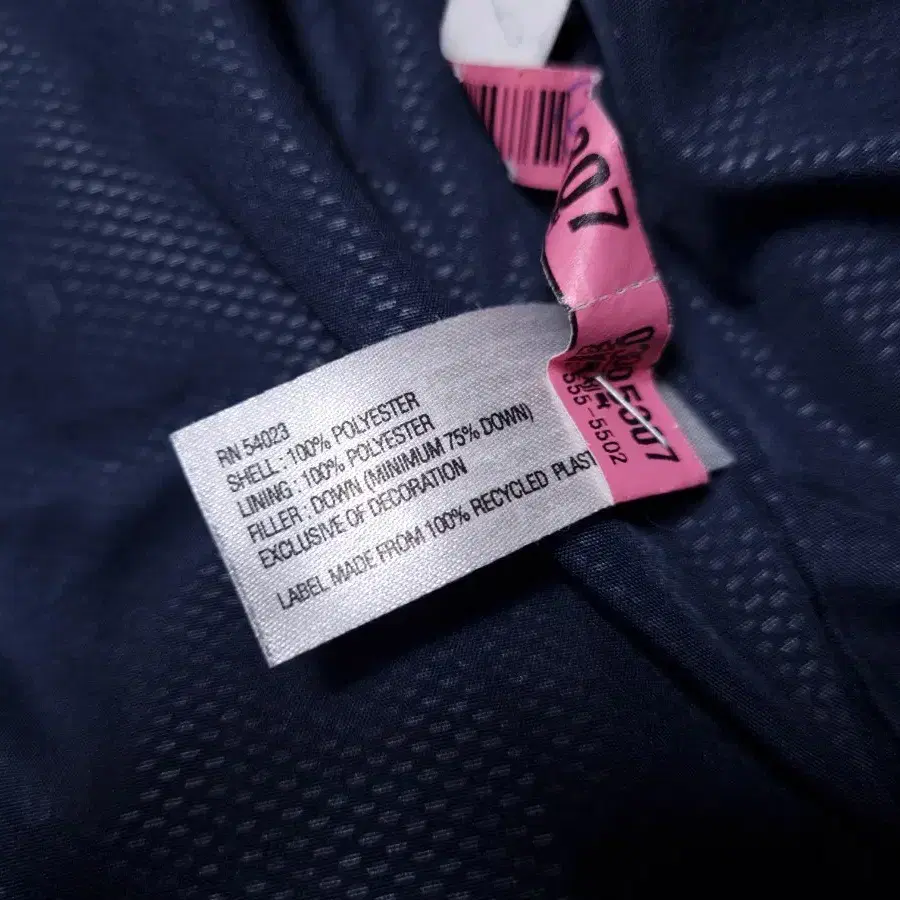 207
RN 54023
SHELL : 100% POLYESTER
LINING : 100% POLYESTER
FILLER : DOWN (MINIMUM 75% DOWN)
EXCLUSIVE OF DECORATION
LABEL MADE FROM 100% RECYCLED PLAST
5307
555-5502